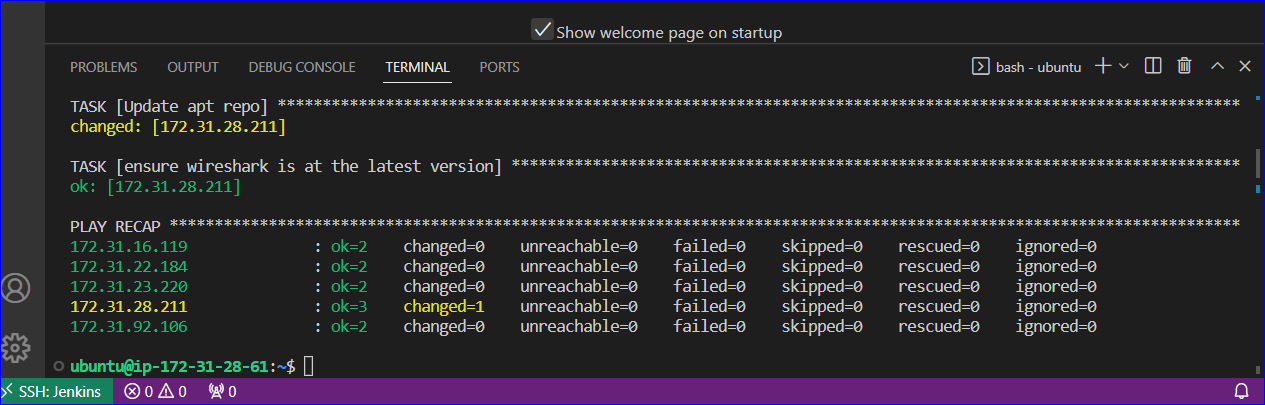 Show welcome page on startup
PROBLEMS OUTPUT DEBUG CONSOLE TERMINAL PORTS bash - ubuntu
TASK [Update apt repo] ***********************************************************************************************************
changed: [172.31.28.211]
TASK [ensure wireshark is at the latest version] *********************************************************************************
ok: [172.31.28.211]
PLAY RECAP ***********************************************************************************************************************
172.31.16.119 : ok=2 changed=0 unreachable=0 failed=0 skipped=0 rescued=0 ignored=0
172.31.22.184 : ok=2 changed=0 unreachable=0 failed=0 skipped=0 rescued=0 ignored=0
172.31.23.220 : ok=2 changed=0 unreachable=0 failed=0 skipped=0 rescued=0 ignored=0
172.31.28.211 : ok=3 changed=1 unreachable=0 failed=0 skipped=0 rescued=0 ignored=0
172.31.92.106 : ok=2 changed=0 unreachable=0 failed=0 skipped=0 rescued=0 ignored=0
ubuntu@ip-172-31-28-61:~$
SSH: Jenkins 0 0 0